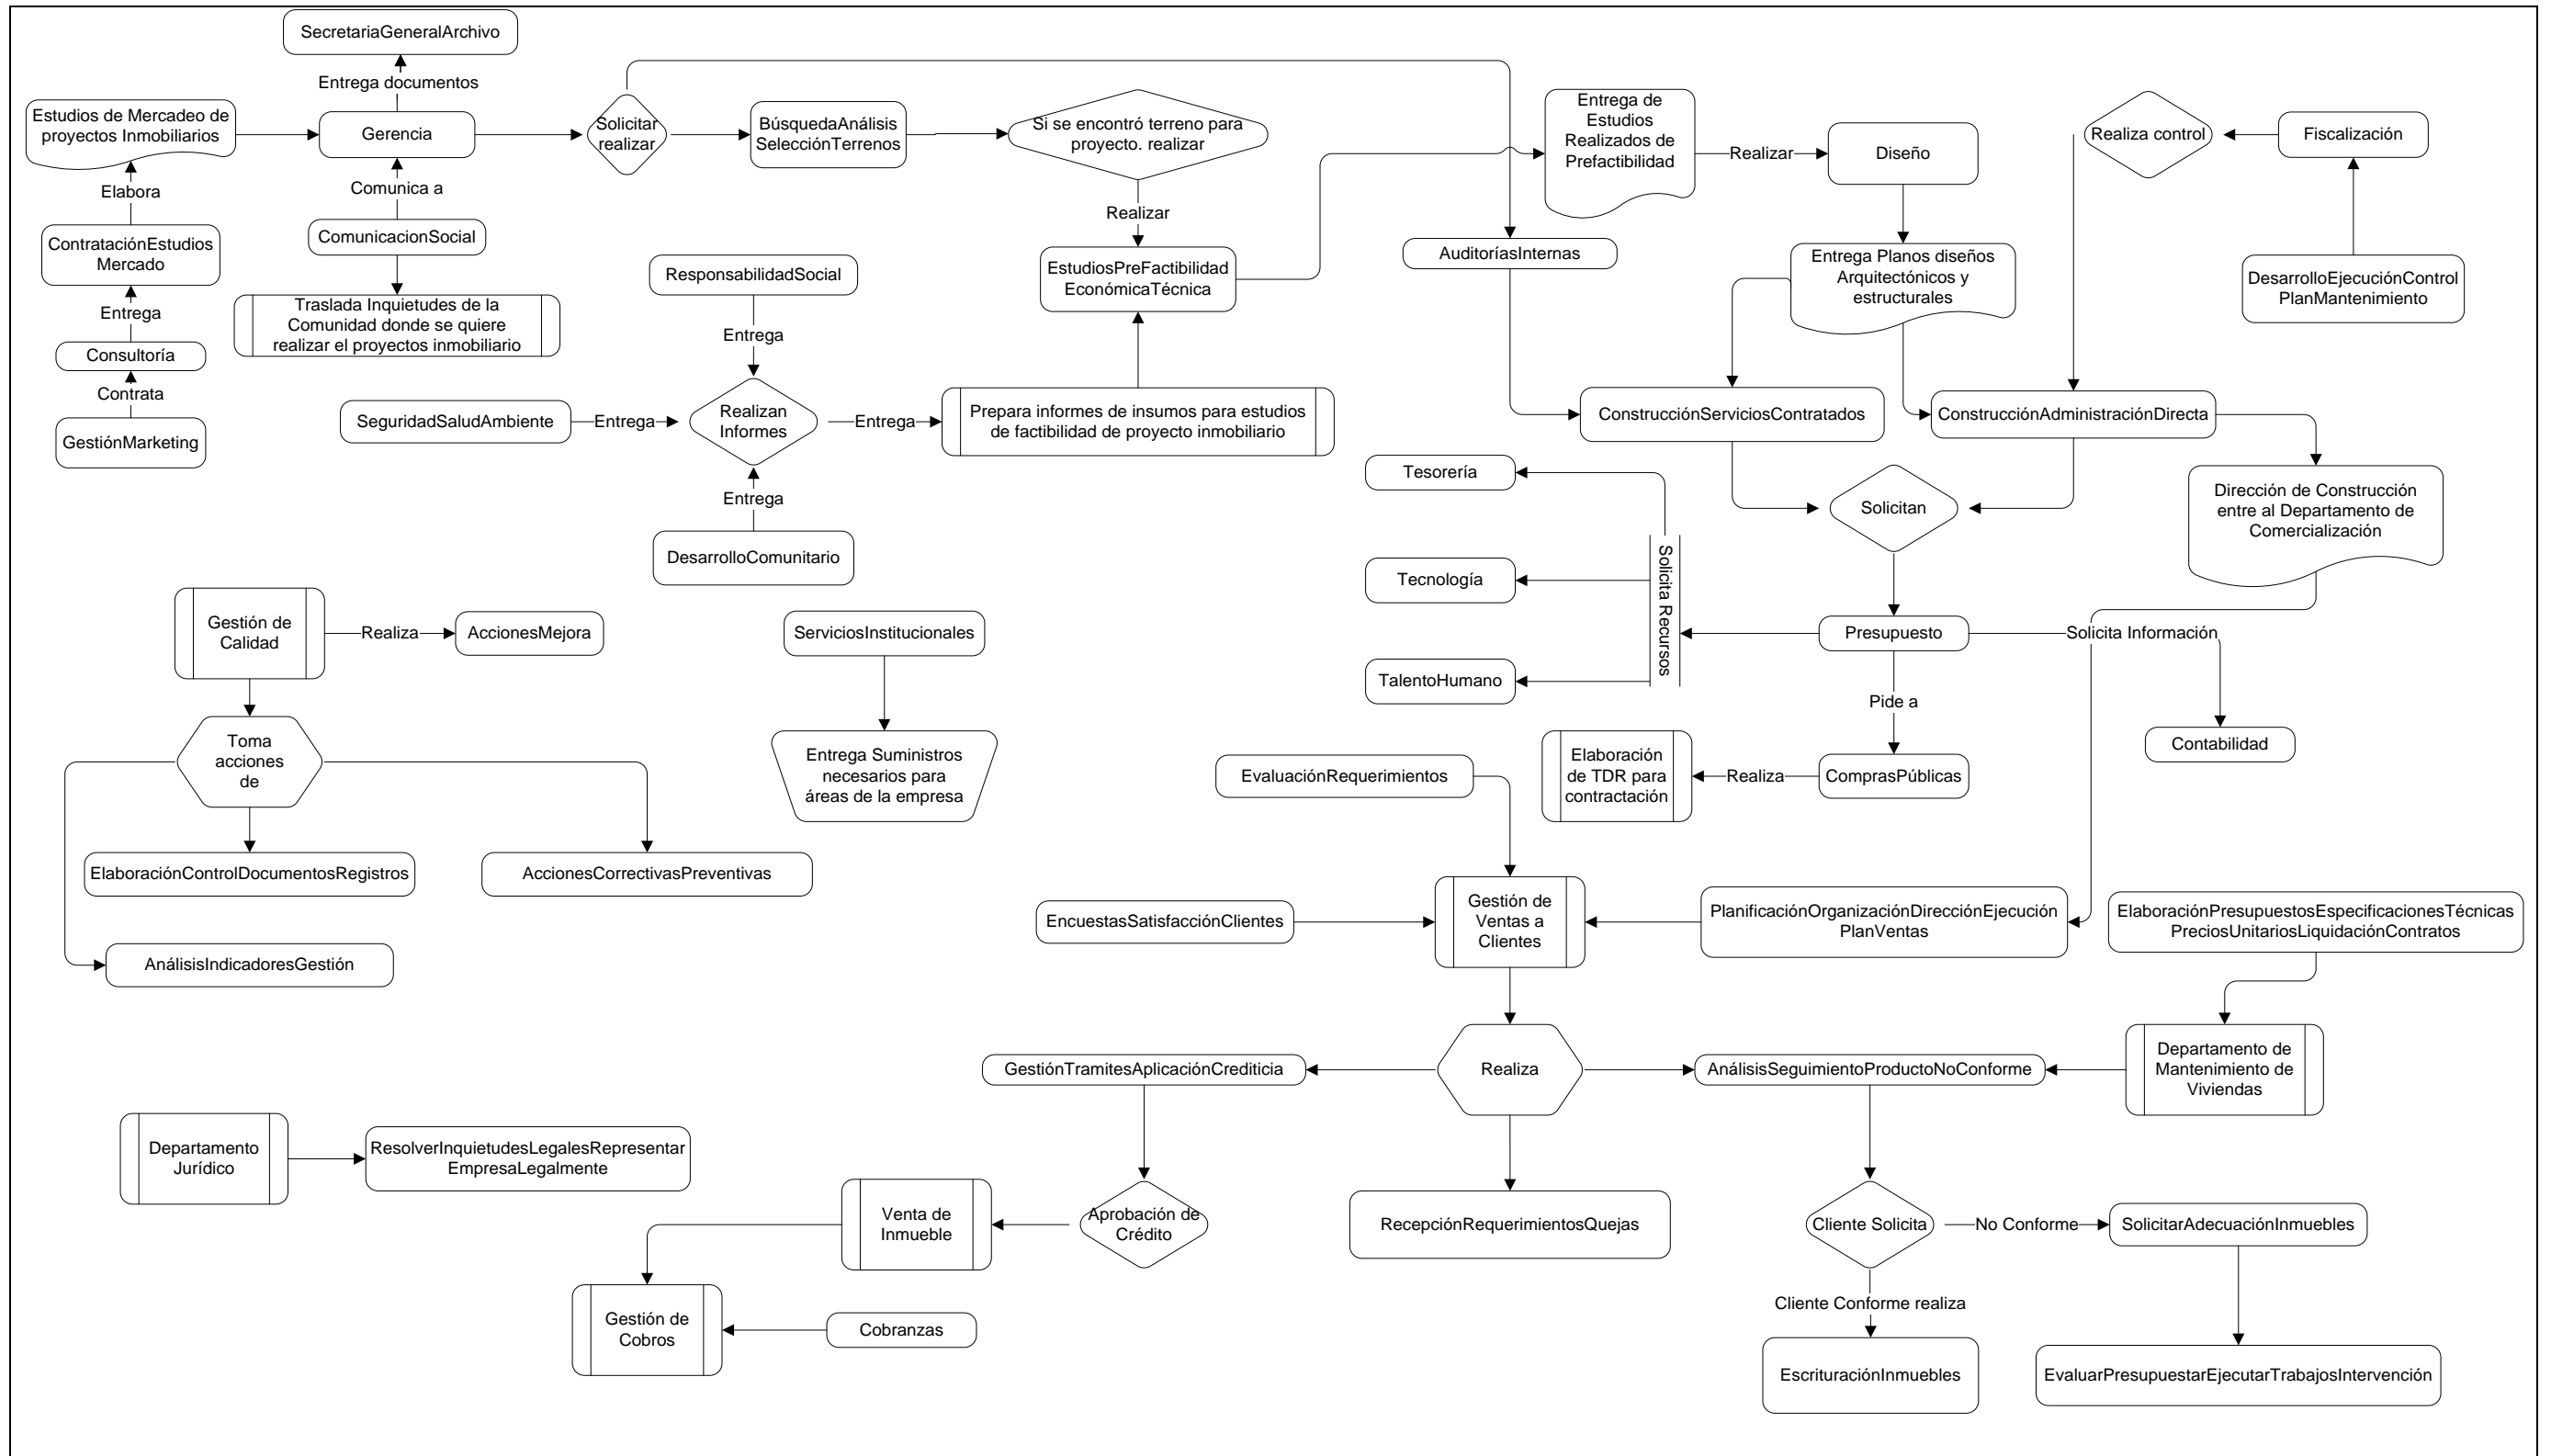 SecretariaGeneralArchivo
Entrega documentos
Estudios de Mercadeo de
proyectos Inmobiliarios
Gerencia
Solicitar
realizar
BúsquedaAnálisis
SelecciónTerrenos
Si se encontró terreno para
proyecto. realizar
Entrega de
Estudios
Realizados de
Prefactibilidad
Realizar
Diseño
Realiza control
Fiscalización
Elabora
Comunica a
Realizar
ContrataciónEstudios
Mercado
ComunicacionSocial
ResponsabilidadSocial
EstudiosPreFactibilidad
EconómicaTécnica
AuditoríasInternas
Entrega Planos diseños
Arquitectónicos y
estructurales
DesarrolloEjecuciónControl
PlanMantenimiento
Entrega
Traslada Inquietudes de la
Comunidad donde se quiere
realizar el proyectos inmobiliario
Entrega
Consultoría
Contrata
GestiónMarketing
SeguridadSaludAmbiente
Entrega
Realizan
Informes
Entrega
Prepara informes de insumos para estudios
de factibilidad de proyecto inmobiliario
ConstrucciónServiciosContratados
ConstrucciónAdministraciónDirecta
Entrega
DesarrolloComunitario
Tesorería
Solicitan
Dirección de Construcción
entre al Departamento de
Comercialización
Tecnología
Solicita Recursos
TalentoHumano
Presupuesto
Solicita Información
Gestión de
Calidad
Realiza
AccionesMejora
ServiciosInstitucionales
Pide a
Contabilidad
Toma
acciones
de
Entrega Suministros
necesarios para
áreas de la empresa
EvaluaciónRequerimientos
Elaboración
de TDR para
contractación
Realiza
ComprasPúblicas
ElaboraciónControlDocumentosRegistros
AccionesCorrectivasPreventivas
EncuestasSatisfacciónClientes
Gestión de
Ventas a
Clientes
PlanificaciónOrganizaciónDirecciónEjecución
PlanVentas
ElaboraciónPresupuestosEspecificacionesTécnicas
PreciosUnitariosLiquidaciónContratos
AnálisisIndicadoresGestión
GestiónTramitesAplicaciónCrediticia
Realiza
AnálisisSeguimientoProductoNoConforme
Departamento de
Mantenimiento de
Viviendas
Departamento
Jurídico
ResolverInquietudesLegalesRepresentar
EmpresaLegalmente
Venta de
Inmueble
Aprobación de
Crédito
RecepciónRequerimientosQuejas
Cliente Solicita
No Conforme
SolicitarAdecuaciónInmuebles
Gestión de
Cobros
Cobranzas
Cliente Conforme realiza
EscrituraciónInmuebles
EvaluarPresupuestarEjecutarTrabajosIntervención